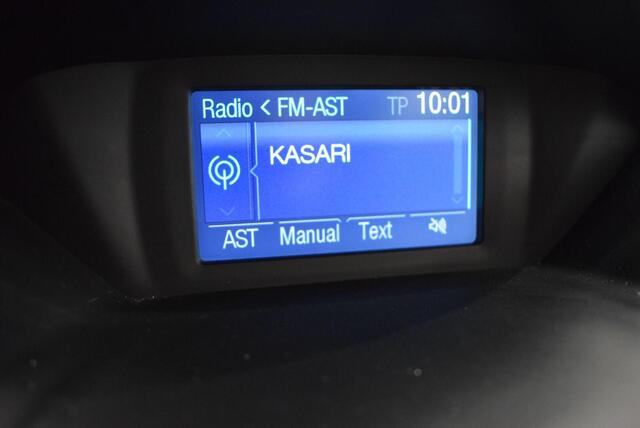 Radio < FM-AST TP 10:01
KASARI
AST Manual Text